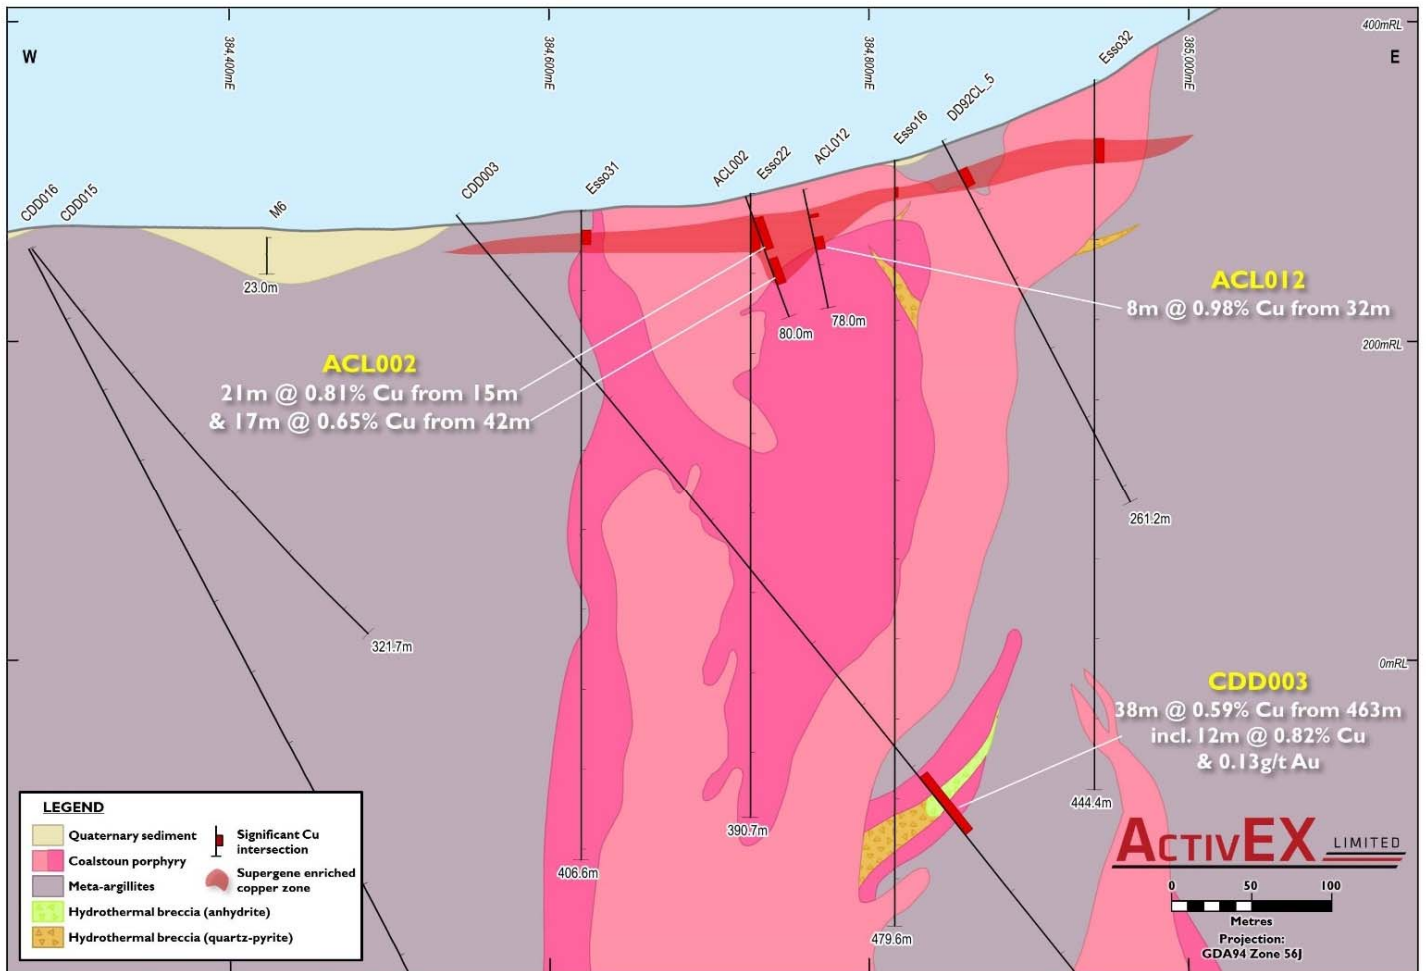 W
384,400mE
384,600mE
384,800mE
385,000mE
400mRL
E
Esso32
DD92CL_5
Esso16
ACL012
Esso22
ACL002
Esso31
CDD003
M6
CDD015
CDD016
23.0m
80.0m
78.0m
ACL012
8m @ 0.98% Cu from 32m
200mRL
ACL002
21m @ 0.81% Cu from 15m
& 17m @ 0.65% Cu from 42m
261.2m
321.7m
0mRL
CDD003
38m @ 0.59% Cu from 463m
incl. 12m @ 0.82% Cu
& 0.13g/t Au
444.4m
390.7m
406.6m
479.6m
LEGEND
Quaternary sediment
Coalstoun porphyry
Meta-argillites
Hydrothermal breccia (anhydrite)
Hydrothermal breccia (quartz-pyrite)
Significant Cu
intersection
Supergene enriched
copper zone
ACTIVEX LIMITED
0 50 100
Metres
Projection:
GDA94 Zone 56J